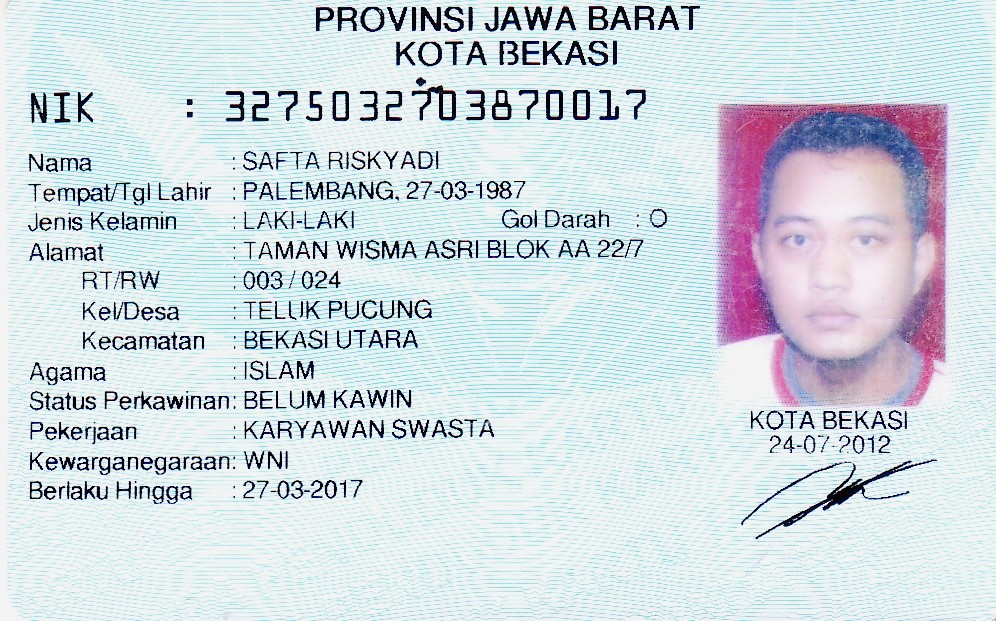 PROVINSI JAWA BARAT
KOTA BEKASI
NIK : 3275032703870017
Nama : SAFTA RISKYADI
Tempat/Tgl Lahir : PALEMBANG, 27-03-1987
Jenis Kelamin : LAKI-LAKI Gol Darah : O
Alamat : TAMAN WISMA ASRI BLOK AA 22/7
RT/RW : 003 / 024
Kel/Desa : TELUK PUCUNG
Kecamatan : BEKASI UTARA
Agama : ISLAM
Status Perkawinan: BELUM KAWIN
Pekerjaan : KARYAWAN SWASTA
Kewarganegaraan: WNI
Berlaku Hingga : 27-03-2017
KOTA BEKASI
24-07-2012